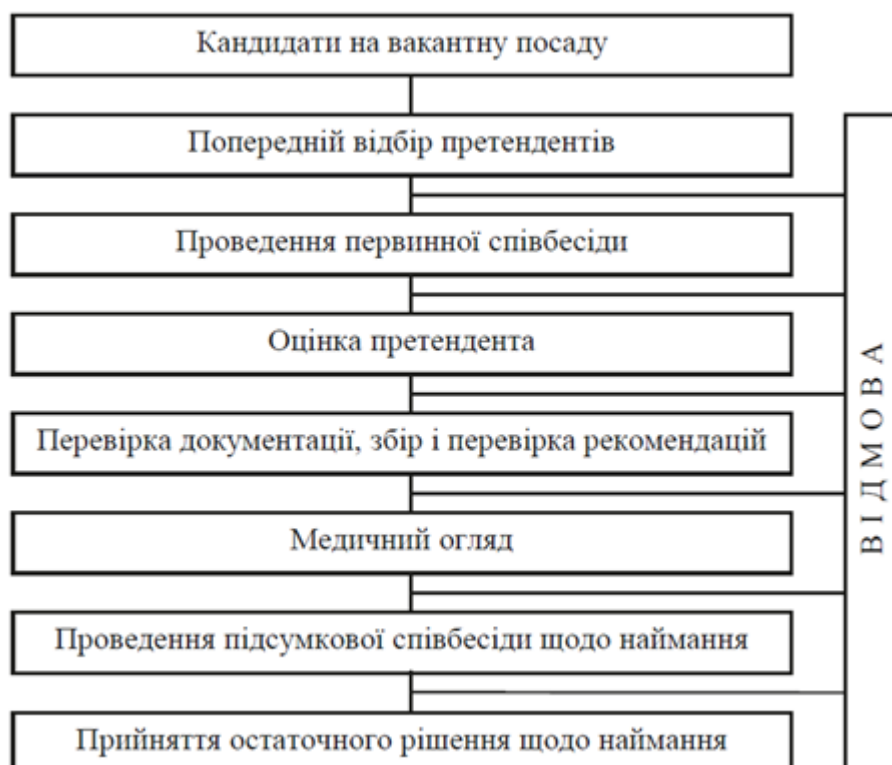 Кандидати на вакантну посаду
Попередній відбір претендентів
Проведення первинної співбесіди
Оцінка претендента
Перевірка документації, збір і перевірка рекомендацій
Медичний огляд
Проведення підсумкової співбесіди щодо наймання
Прийняття остаточного рішення щодо наймання
В І Д М О В А